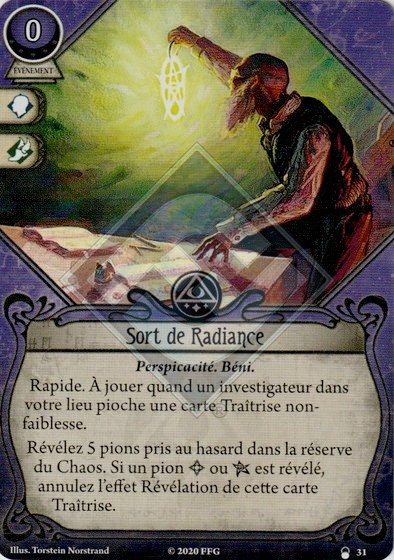 0
ÉVÉNEMENT
Sort de Radiance
Perspicacité. Béni.
Rapide. À jouer quand un investigateur dans
votre lieu pioche une carte Traîtrise non-
faiblesse.
Révélez 5 pions pris au hasard dans la réserve
du Chaos. Si un pion ou est révélé,
annulez l'effet Révélation de cette carte
Traîtrise.
Illus. Torstein Norstrand © 2020 FFG 31